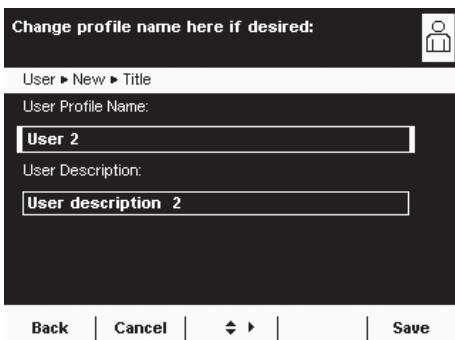 Change profile name here if desired:
User ▸ New ▸ Title
User Profile Name:
User 2
User Description:
User description 2
Back Cancel Save